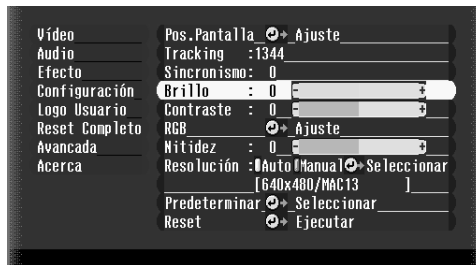 Vídeo
Audio
Efecto
Configuración
Logo Usuario
Reset Completo
Avancada
Acerca
Pos.Pantalla Ajuste
Tracking :1344
Sincronismo: 0
Brillo : 0 - +
Contraste : 0 - +
RGB Ajuste
Nitidez : 0 - +
Resolución : Auto Manual Seleccionar
[640x480/MAC13 ]
Predeterminar Seleccionar
Reset Ejecutar